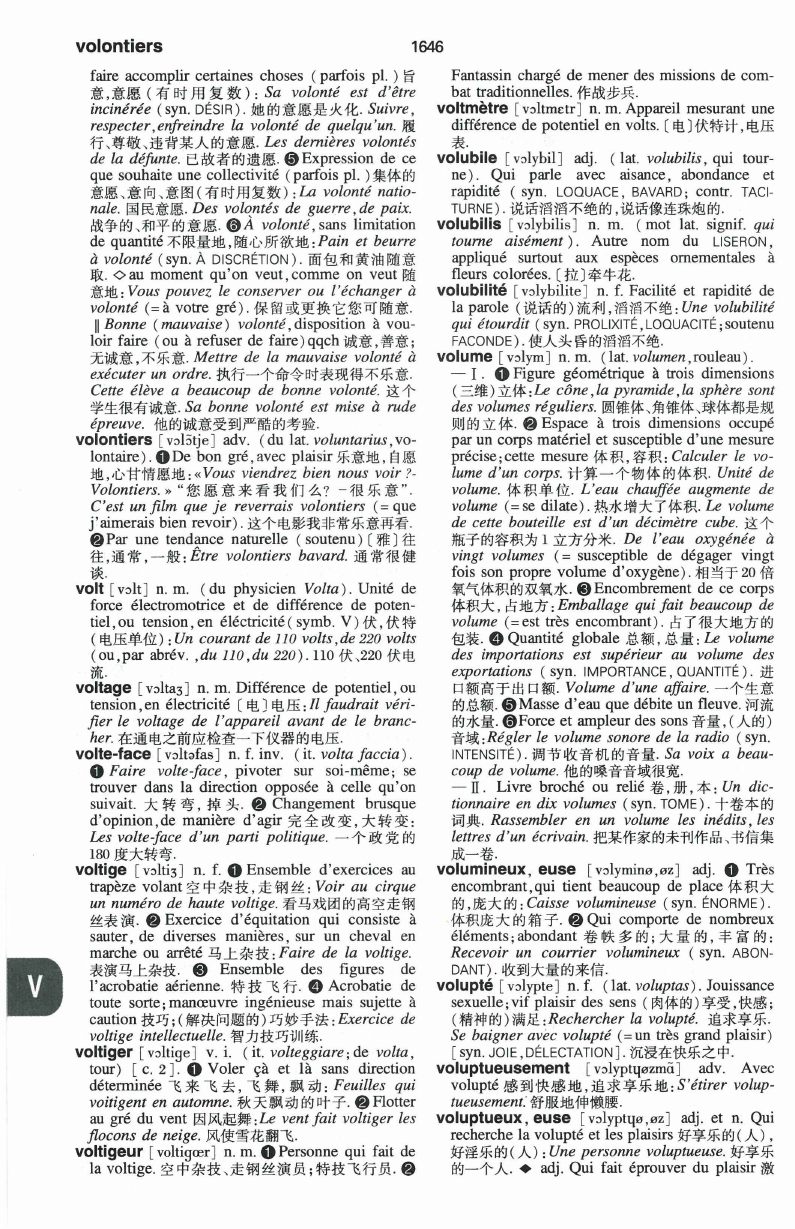 volontiers
1646
faire accomplir certaines choses ( parfois pl. ) 旨
意,意愿 ( 有 时 用 复 数 ) : Sa volonté est d'être
incinérée ( syn. DÉSIR ) . 她的意愿是火化. Suivre,
respecter,enfreindre la volonté de quelqu'un. 履
行、尊敬、违背某人的意愿. Les dernières volontés
de la défunte. 已故者的遗愿. ❺ Expression de ce
que souhaite une collectivité ( parfois pl. )集体的
意愿、意向、意图(有时用复数) : La volonté natio-
nale. 国民意愿. Des volontés de guerre, de paix.
战争的、和平的意愿. ❻ À volonté, sans limitation
de quantité 不限量地,随心所欲地: Pain et beurre
à volonté ( syn. À DISCRÉTION ) . 面包和黄油随意
取. ◇ au moment qu'on veut, comme on veut 随
意地: Vous pouvez le conserver ou l'échanger à
volonté (= à votre gré) . 保留或更换它您可随意.
‖ Bonne ( mauvaise ) volonté, disposition à vou-
loir faire ( ou à refuser de faire) qqch 诚意,善意;
无诚意,不乐意. Mettre de la mauvaise volonté à
exécuter un ordre. 执行一个命令时表现得不乐意.
Cette élève a beaucoup de bonne volonté. 这个
学生很有诚意. Sa bonne volonté est mise à rude
épreuve. 他的诚意受到严酷的考验.
volontiers [ vɔlɔ̃tje ] adv. ( du lat. voluntarius, vo-
lontaire ) . ❶ De bon gré, avec plaisir 乐意地,自愿
地,心甘情愿地: «Vous viendrez bien nous voir ?-
Volontiers. » “ 您 愿 意 来 看 我 们 么? －很 乐 意 ”.
C'est un film que je reverrais volontiers ( = que
j'aimerais bien revoir) . 这个电影我非常乐意再看.
❷ Par une tendance naturelle ( soutenu ) 〔 雅 〕往
往,通常,一般: Être volontiers bavard. 通常很健
谈.
volt [ vɔlt ] n. m. ( du physicien Volta ) . Unité de
force électromotrice et de différence de poten-
tiel, ou tension, en éléctricité ( symb. V ) 伏,伏特
( 电压单位) : Un courant de 110 volts, de 220 volts
( ou, par abrév. , du 110, du 220 ) . 110 伏、220 伏电
流.
voltage [ vɔltaʒ ] n. m. Différence de potentiel, ou
tension, en électricité 〔 电 〕电压: Il faudrait véri-
fier le voltage de l'appareil avant de le branc-
her. 在通电之前应检查一下仪器的电压.
volte-face [ vɔltəfas ] n. f. inv. ( it. volta faccia ) .
❶ Faire volte-face, pivoter sur soi-même; se
trouver dans la direction opposée à celle qu'on
suivait. 大 转 弯, 掉 头. ❷ Changement brusque
d'opinion, de manière d'agir 完全改变,大转变:
Les volte-face d'un parti politique. 一个政党的
180 度大转弯.
voltige [ vɔltiʒ ] n. f. ❶ Ensemble d'exercices au
trapèze volant 空中杂技,走钢丝: Voir au cirque
un numéro de haute voltige. 看马戏团的高空走钢
丝表演. ❷ Exercice d'équitation qui consiste à
sauter, de diverses manières, sur un cheval en
marche ou arrêté 马上杂技: Faire de la voltige.
表演马上杂技. ❸ Ensemble des figures de
l'acrobatie aérienne. 特技飞行. ❹ Acrobatie de
toute sorte; manœuvre ingénieuse mais sujette à
caution 技巧;(解决问题的)巧妙手法: Exercice de
voltige intellectuelle. 智力技巧训练.
voltiger [ vɔltiʒe ] v. i. ( it. volteggiare; de volta,
tour ) [ c. 2 ] . ❶ Voler çà et là sans direction
déterminée 飞 来 飞 去, 飞 舞, 飘 动: Feuilles qui
voitigent en automne. 秋天飘动的叶子. ❷ Flotter
au gré du vent 因风起舞: Le vent fait voltiger les
flocons de neige. 风使雪花翻飞.
voltigeur [ vɔltiʒœr ] n. m. ❶ Personne qui fait de
la voltige. 空中杂技、走钢丝演员;特技飞行员. ❷
V
Fantassin chargé de mener des missions de com-
bat traditionnelles. 作战步兵.
voltmètre [ vɔltmɛtr ] n. m. Appareil mesurant une
différence de potentiel en volts. 〔电〕伏特计,电压
表.
volubile [ vɔlybil ] adj. ( lat. volubilis, qui tour-
ne ) . Qui parle avec aisance, abondance et
rapidité ( syn. LOQUACE, BAVARD; contr. TACI-
TURNE ) . 说话滔滔不绝的,说话像连珠炮的.
volubilis [ vɔlybilis ] n. m. ( mot lat. signif. qui
tourne aisément ) . Autre nom du LISERON,
appliqué surtout aux espèces ornementales à
fleurs colorées. 〔拉〕牵牛花.
volubilité [ vɔlybilite ] n. f. Facilité et rapidité de
la parole (说话的)流利,滔滔不绝: Une volubilité
qui étourdit ( syn. PROLIXITÉ, LOQUACITÉ; soutenu
FACONDE ) . 使人头昏的滔滔不绝.
volume [ vɔlym ] n. m. ( lat. volumen, rouleau ) .
— Ⅰ. ❶ Figure géométrique à trois dimensions
(三维)立体: Le cône, la pyramide, la sphère sont
des volumes réguliers. 圆锥体、角锥体、球体都是规
则的立体. ❷ Espace à trois dimensions occupé
par un corps matériel et susceptible d'une mesure
précise; cette mesure 体积,容积: Calculer le vo-
lume d'un corps. 计算一个物体的体积. Unité de
volume. 体积单位. L'eau chauffée augmente de
volume (= se dilate) . 热水增大了体积. Le volume
de cette bouteille est d'un décimètre cube. 这个
瓶子的容积为 1 立方分米. De l'eau oxygénée à
vingt volumes ( = susceptible de dégager vingt
fois son propre volume d'oxygène) . 相当于 20 倍
氧气体积的双氧水. ❸ Encombrement de ce corps
体积大,占地方: Emballage qui fait beaucoup de
volume (= est très encombrant) . 占了很大地方的
包装. ❹ Quantité globale 总额,总量: Le volume
des importations est supérieur au volume des
exportations ( syn. IMPORTANCE, QUANTITÉ ) . 进
口额高于出口额. Volume d'une affaire. 一个生意
的总额. ❺ Masse d'eau que débite un fleuve. 河流
的水量. ❻ Force et ampleur des sons 音量,(人的)
音域: Régler le volume sonore de la radio ( syn.
INTENSITÉ ) . 调节收音机的音量. Sa voix a beau-
coup de volume. 他的嗓音音域很宽.
— Ⅱ. Livre broché ou relié 卷,册,本: Un dic-
tionnaire en dix volumes ( syn. TOME ) . 十卷本的
词典. Rassembler en un volume les inédits, les
lettres d'un écrivain. 把某作家的未刊作品、书信集
成一卷.
volumineux, euse [ vɔlyminø, øz ] adj. ❶ Très
encombrant, qui tient beaucoup de place 体积大
的,庞大的: Caisse volumineuse ( syn. ÉNORME ) .
体积庞大的箱子. ❷ Qui comporte de nombreux
éléments; abondant 卷帙多的;大量的,丰富的:
Recevoir un courrier volumineux ( syn. ABON-
DANT ) . 收到大量的来信.
volupté [ vɔlypte ] n. f. ( lat. voluptas ) . Jouissance
sexuelle; vif plaisir des sens (肉体的)享受,快感;
(精神的)满足: Rechercher la volupté. 追求享乐.
Se baigner avec volupté (= un très grand plaisir)
[ syn. JOIE, DÉLECTATION ] . 沉浸在快乐之中.
voluptueusement [ vɔlyptɥøzmɑ̃ ] adv. Avec
volupté 感到快感地,追求享乐地: S'étirer volup-
tueusement. 舒服地伸懒腰.
voluptueux, euse [ vɔlyptɥø, øz ] adj. et n. Qui
recherche la volupté et les plaisirs 好享乐的(人),
好淫乐的(人) : Une personne voluptueuse. 好享乐
的一个人. ◆ adj. Qui fait éprouver du plaisir 激